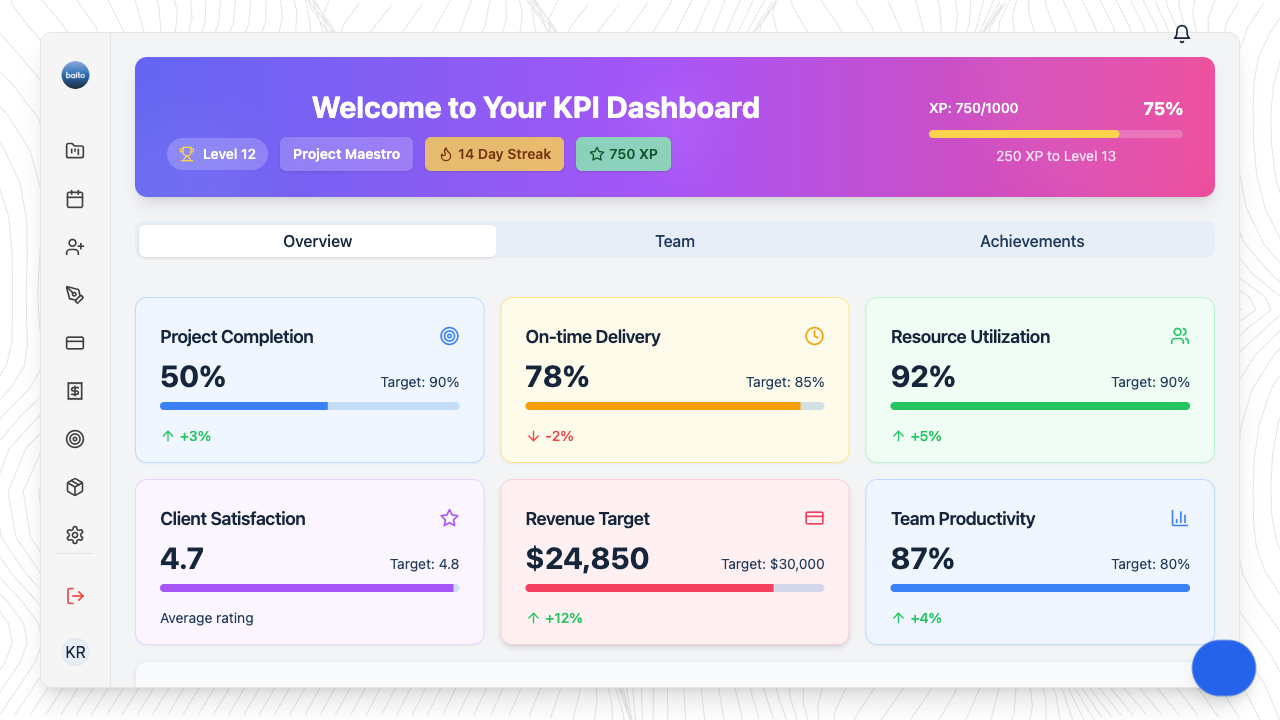 baito
Welcome to Your KPI Dashboard
Level 12
Project Maestro
14 Day Streak
750 XP
XP: 750/1000
75%
250 XP to Level 13
Overview
Team
Achievements
Project Completion
50%
Target: 90%
+3%
On-time Delivery
78%
Target: 85%
-2%
Resource Utilization
92%
Target: 90%
+5%
Client Satisfaction
4.7
Target: 4.8
Average rating
Revenue Target
$24,850
Target: $30,000
+12%
Team Productivity
87%
Target: 80%
+4%
KR